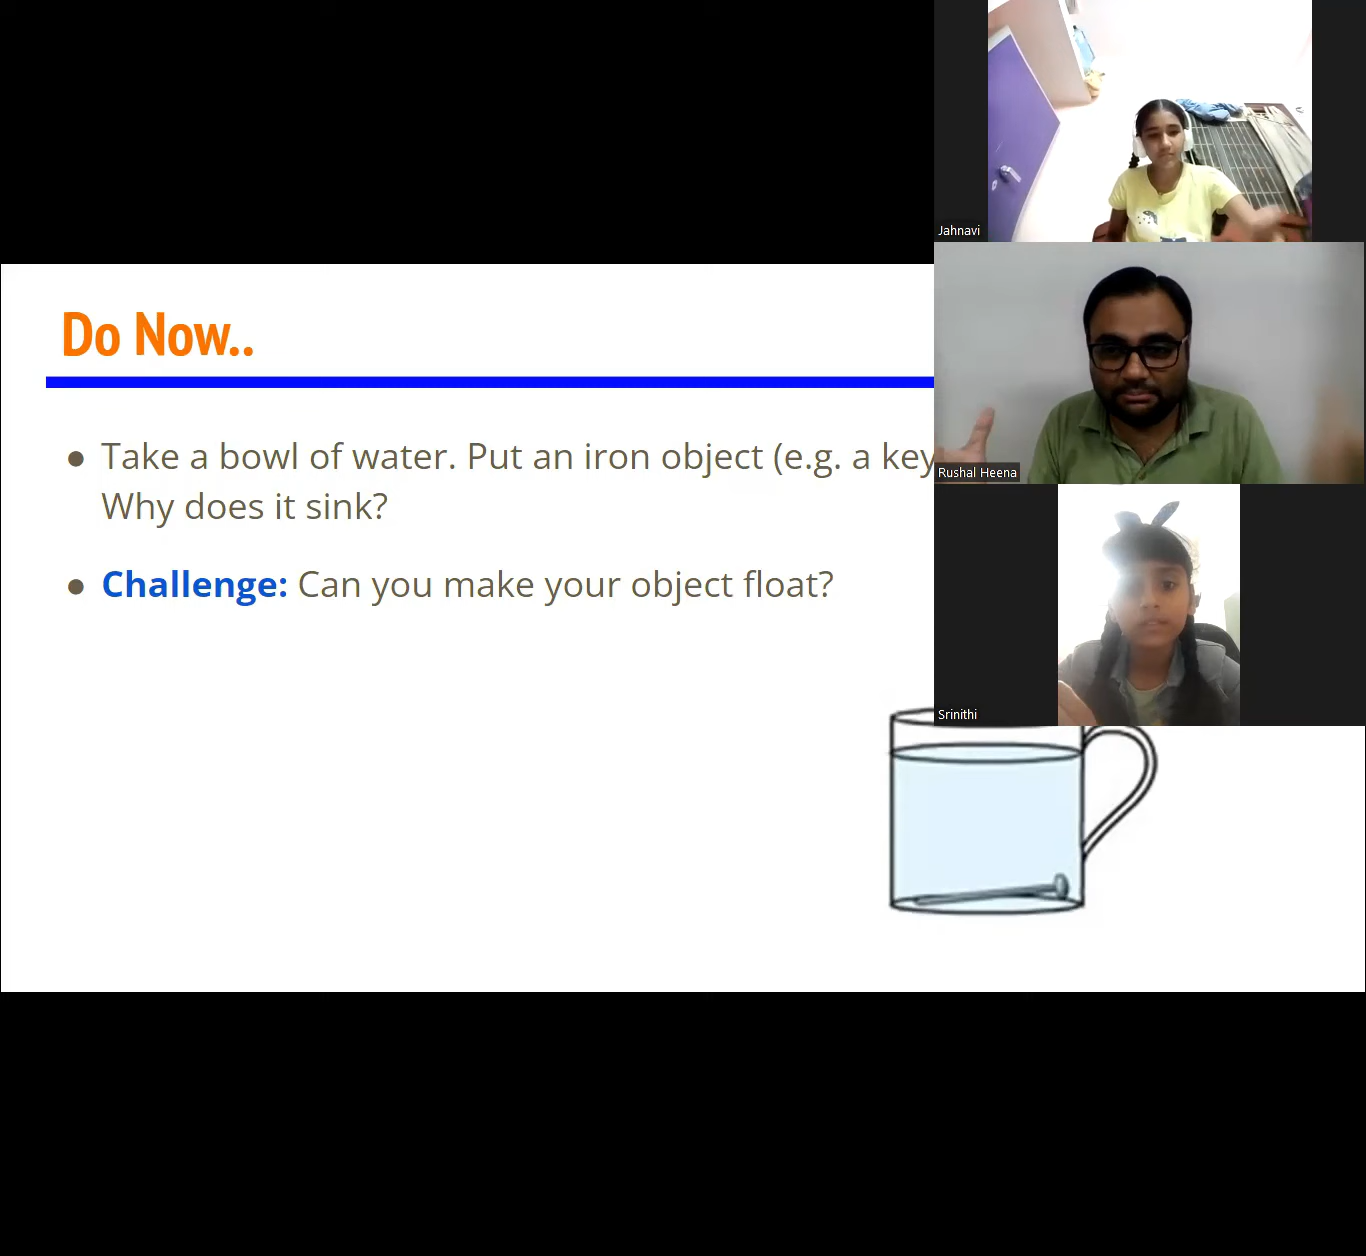 Do Now..
● Take a bowl of water. Put an iron object (e.g. a key
Why does it sink?
● Challenge: Can you make your object float?
Jahnavi
Rushal Heena
Srinithi